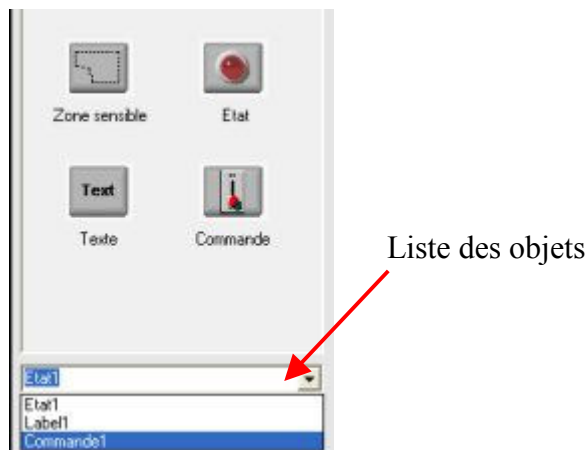 Zone sensible
Etat
Text
Texte
Commande
Liste des objets
Etat1
Etat1
Label1
Commande1